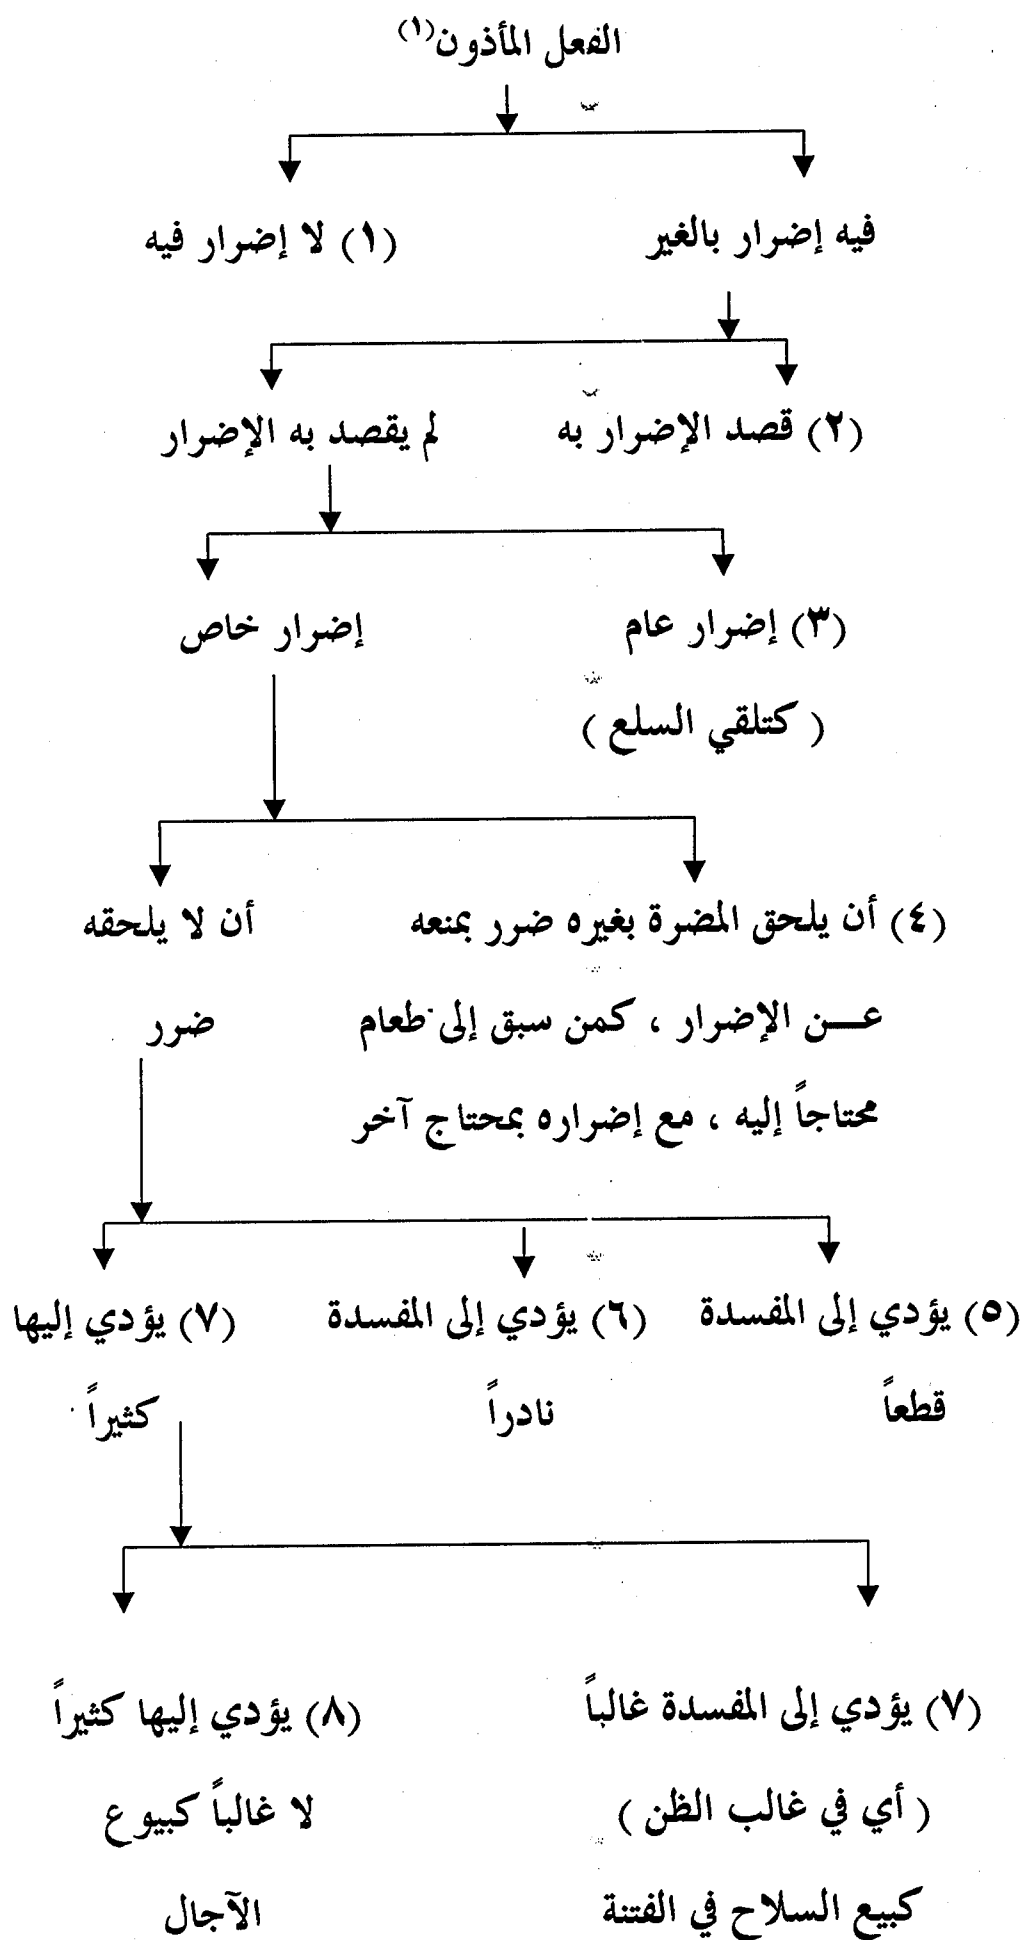 الفعل المأذون(١)
فيه إضرار بالغير
(١) لا إضرار فيه
(٢) قصد الإضرار به
لم يقصد به الإضرار
(٣) إضرار عام
(كتلقي السلع)
إضرار خاص
(٤) أن يلحق المضرة بغيره ضرر بمنعه
عـن الإضرار ، كمن سبق إلى طعام
محتاجاً إليه ، مع إضراره بمحتاج آخر
أن لا يلحقه
ضرر
(٥) يؤدي إلى المفسدة
قطعاً
(٦) يؤدي إلى المفسدة
نادراً
(٧) يؤدي إليها
كثيراً
(٧) يؤدي إلى المفسدة غالباً
(أي في غالب الظن)
كبيع السلاح في الفتنة
(٨) يؤدي إليها كثيراً
لا غالباً كبيوع
الآجال